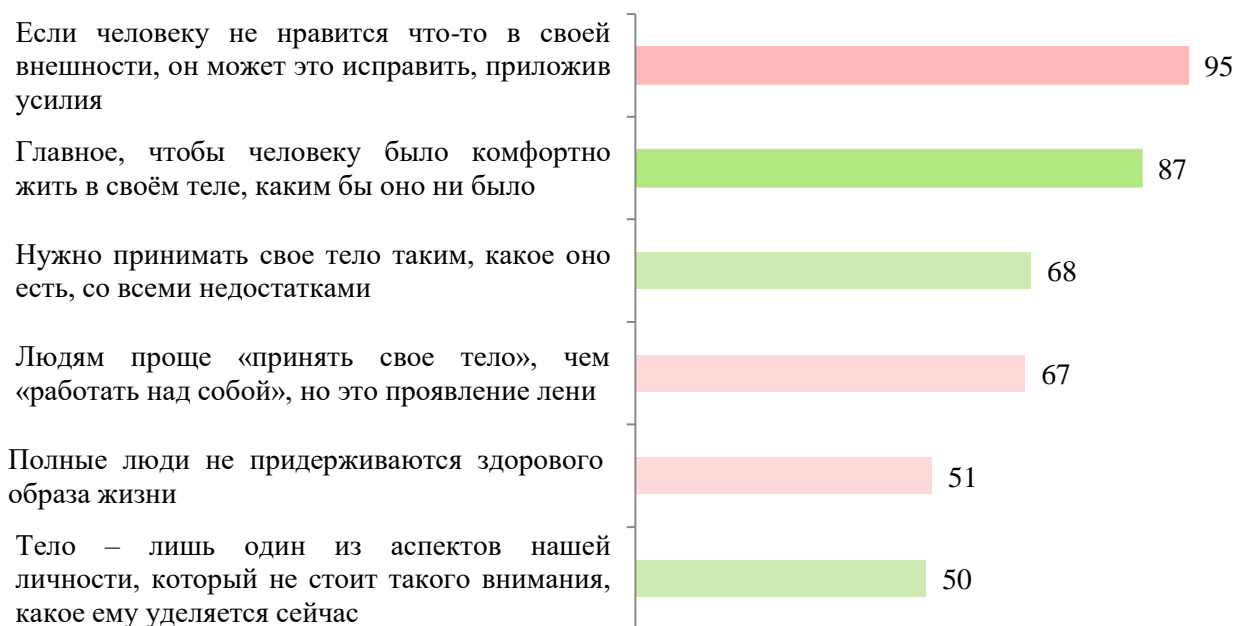 Если человеку не нравится что-то в своей
внешности, он может это исправить, приложив
усилия
95
Главное, чтобы человеку было комфортно
жить в своём теле, каким бы оно ни было
87
Нужно принимать свое тело таким, какое оно
есть, со всеми недостатками
68
Людям проще «принять свое тело», чем
«работать над собой», но это проявление лени
67
Полные люди не придерживаются здорового
образа жизни
51
Тело – лишь один из аспектов нашей
личности, который не стоит такого внимания,
какое ему уделяется сейчас
50